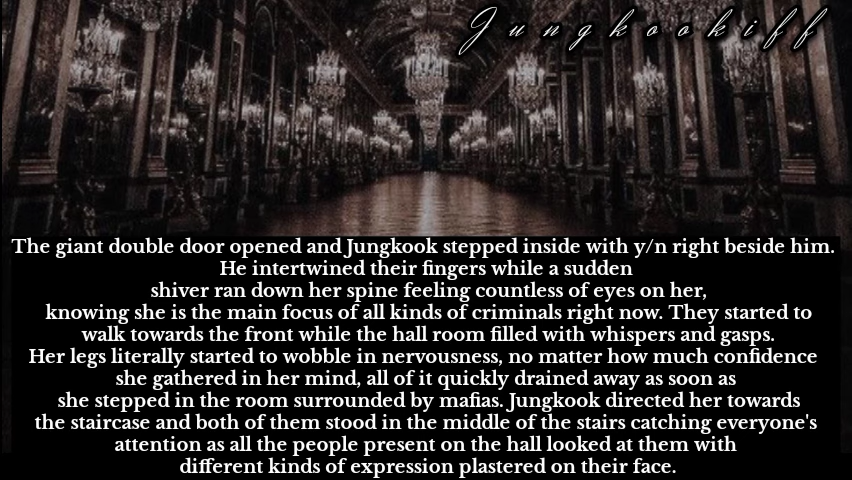 Jungkookiff
The giant double door opened and Jungkook stepped inside with y/n right beside him.
He intertwined their fingers while a sudden
shiver ran down her spine feeling countless of eyes on her,
knowing she is the main focus of all kinds of criminals right now. They started to
walk towards the front while the hall room filled with whispers and gasps.
Her legs literally started to wobble in nervousness, no matter how much confidence
she gathered in her mind, all of it quickly drained away as soon as
she stepped in the room surrounded by mafias. Jungkook directed her towards
the staircase and both of them stood in the middle of the stairs catching everyone's
attention as all the people present on the hall looked at them with
different kinds of expression plastered on their face.